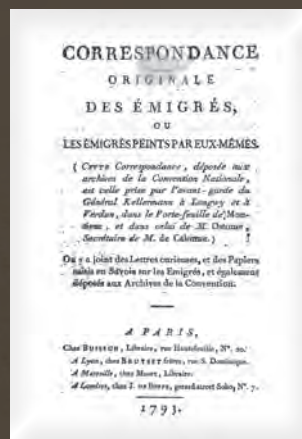 CORRESPONDANCE
ORIGINALE
DES ÉMIGRÉS,
OU
LES ÉMIGRÉS PEINTS PAR EUX-MÊMES.
( Cette Correspondance, déposée aux
archives de la Convention Nationale,
est celle prise par l'avant-garde du
Général Kellermann à Longwy et à
Verdun, dans le Porte-feuille de Mon-
sieur, et dans celui de M. Ostome,
Secrétaire de M. de Calonne. )
On y a joint des Lettres curieuses, et des Papiers
saisis en Savoie sur les Emigrés, et également
déposés aux Archives de la Convention.
A PARIS,
Chez BUISSON, Libraire, rue Hautefeuille, N°. 20.
A Lyon, chez BRUYSET frères, rue S. Dominique.
A Marseille, chez Mossy, Libraire.
A Londres, chez J. DE BOFFE, Gerrard street Soho, N°. 7.
1793.